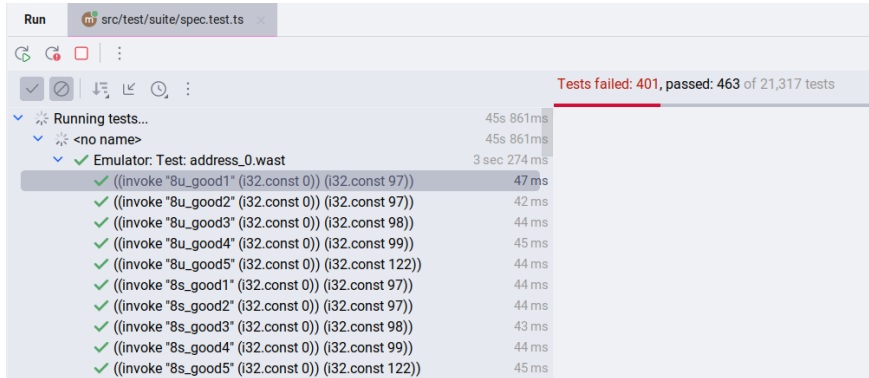 Run src/test/suite/spec.test.ts
Tests failed: 401, passed: 463 of 21,317 tests
Running tests... 45s 861ms
<no name> 45s 861ms
Emulator: Test: address_0.wast 3 sec 274 ms
((invoke "8u_good1" (i32.const 0)) (i32.const 97)) 47 ms
((invoke "8u_good2" (i32.const 0)) (i32.const 97)) 42 ms
((invoke "8u_good3" (i32.const 0)) (i32.const 98)) 44 ms
((invoke "8u_good4" (i32.const 0)) (i32.const 99)) 45 ms
((invoke "8u_good5" (i32.const 0)) (i32.const 122)) 44 ms
((invoke "8s_good1" (i32.const 0)) (i32.const 97)) 44 ms
((invoke "8s_good2" (i32.const 0)) (i32.const 97)) 44 ms
((invoke "8s_good3" (i32.const 0)) (i32.const 98)) 43 ms
((invoke "8s_good4" (i32.const 0)) (i32.const 99)) 44 ms
((invoke "8s_good5" (i32.const 0)) (i32.const 122)) 45 ms